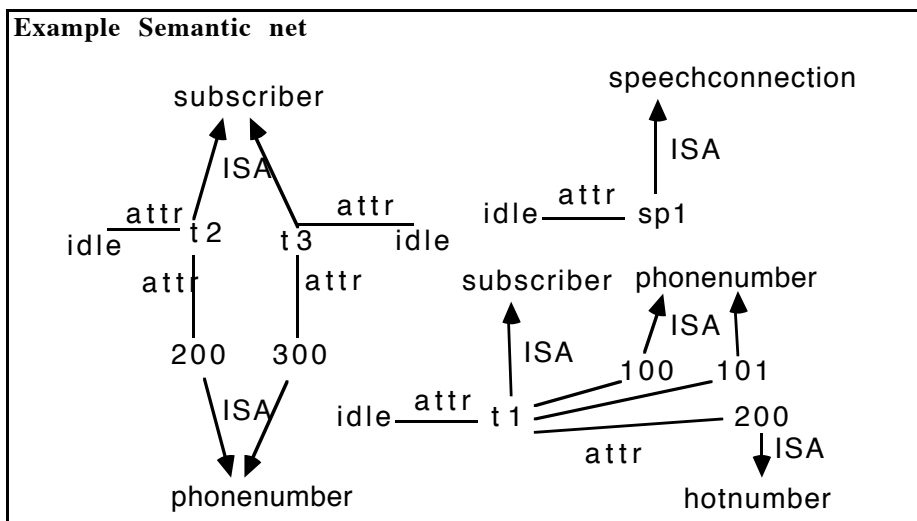 Example Semantic net
speechconnection
subscriber
ISA
ISA
attr
attr
attr
idle
sp1
idle
t2
t3
idle
attr
attr
subscriber
phonenumber
ISA
200
300
ISA
100
101
ISA
attr
idle
t1
200
attr
ISA
phonenumber
hotnumber